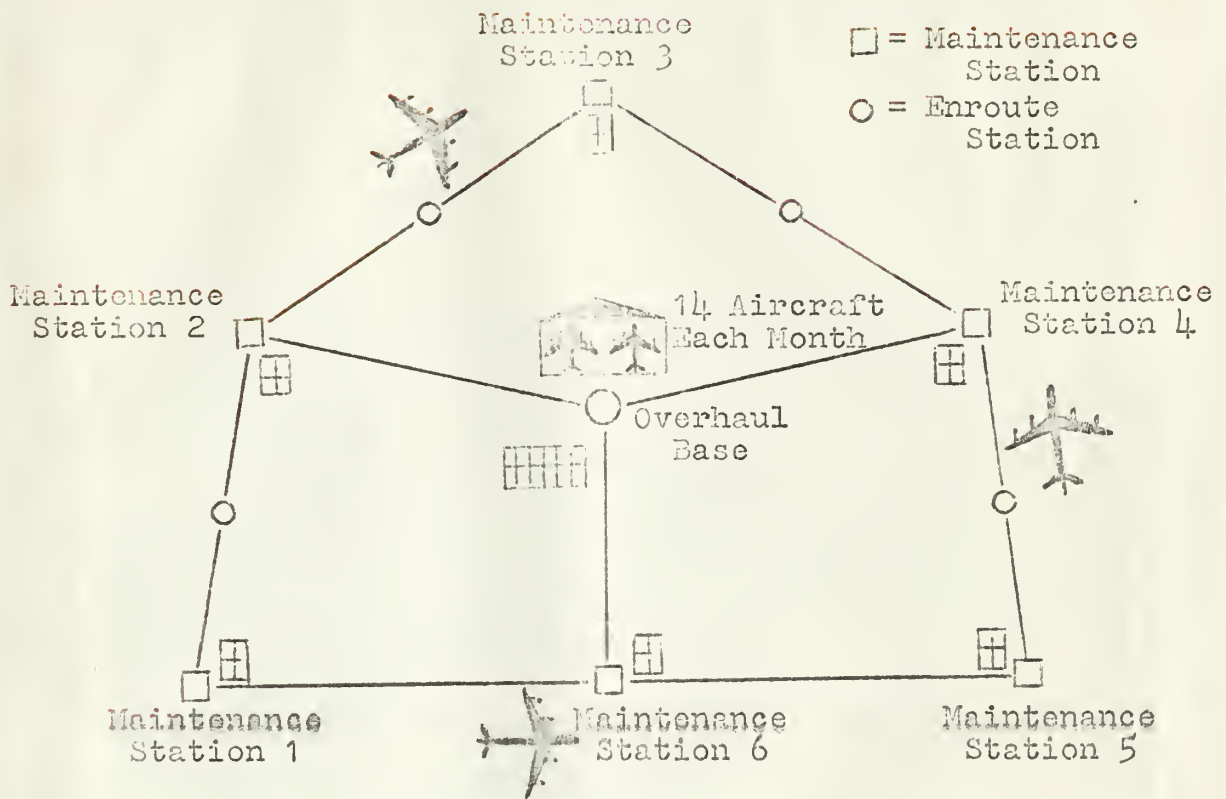 Maintenance
Station 3
□ = Maintenance
Station
○ = Enroute
Station
Maintenance
Station 2
14 Aircraft
Each Month
Maintenance
Station 4
Overhaul
Base
Maintenance
Station 1
Maintenance
Station 6
Maintenance
Station 5